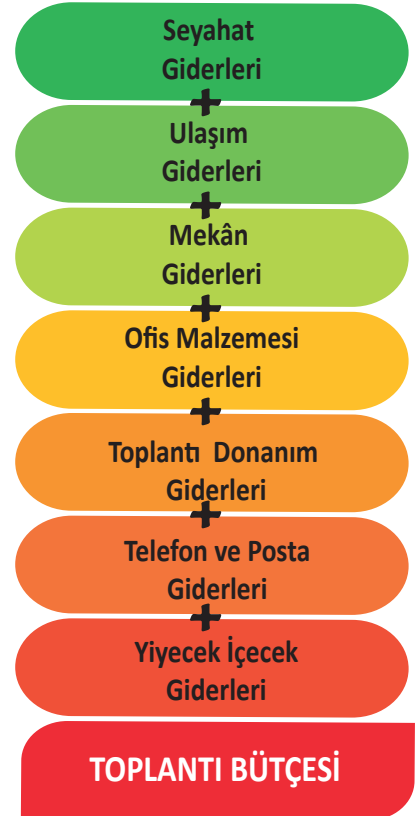 Seyahat
Giderleri
+
Ulaşım
Giderleri
+
Mekân
Giderleri
+
Ofis Malzemesi
Giderleri
+
Toplantı Donanım
Giderleri
+
Telefon ve Posta
Giderleri
+
Yiyecek İçecek
Giderleri
TOPLANTI BÜTÇESİ